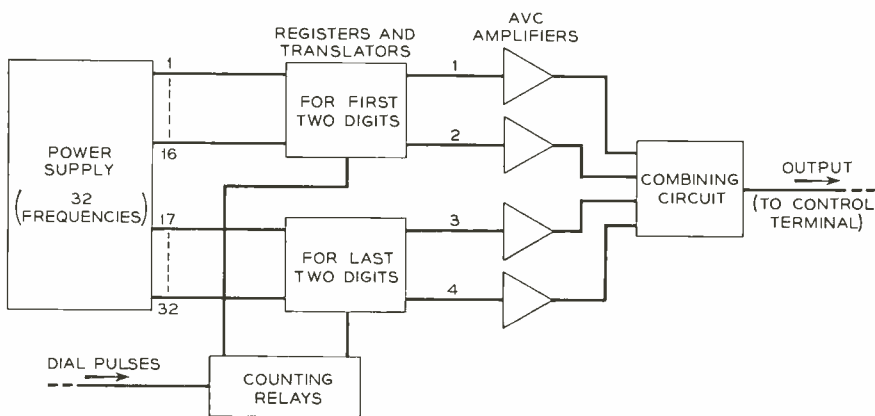 REGISTERS AND
TRANSLATORS
AVC
AMPLIFIERS
POWER
SUPPLY
( 32
FREQUENCIES )
1
16
17
32
FOR FIRST
TWO DIGITS
FOR LAST
TWO DIGITS
1
2
3
4
COMBINING
CIRCUIT
OUTPUT
(TO CONTROL
TERMINAL)
DIAL PULSES
COUNTING
RELAYS